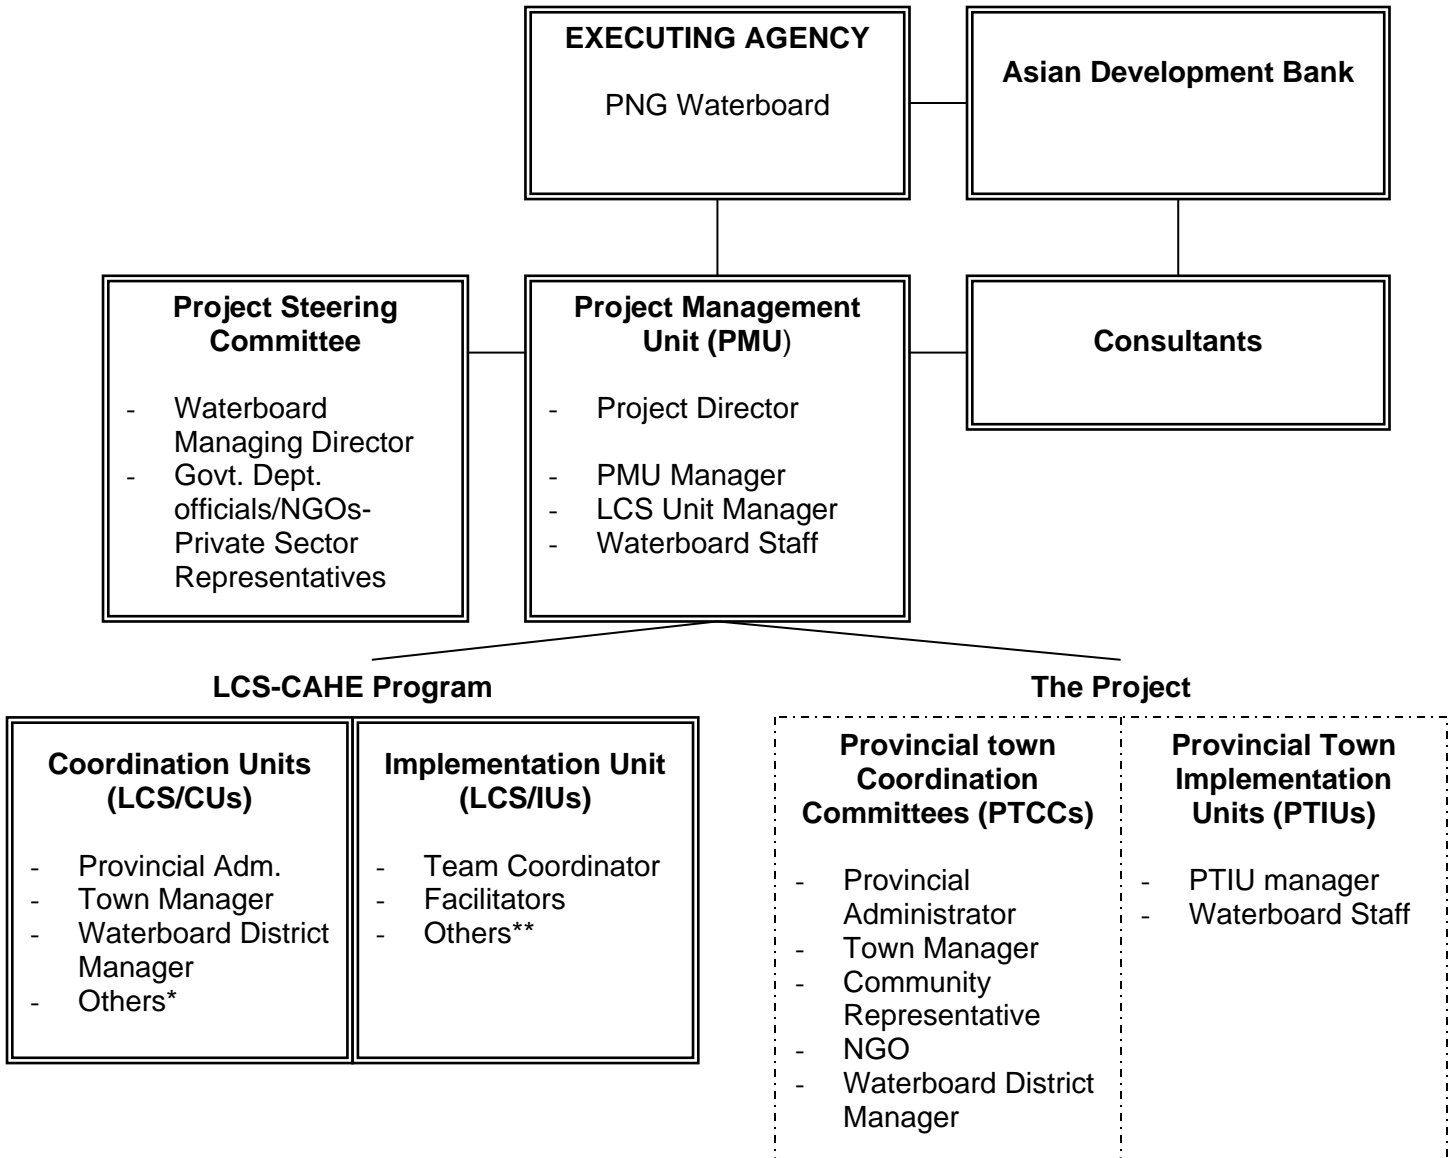 EXECUTING AGENCY
PNG Waterboard
Asian Development Bank
Project Steering
Committee
- Waterboard
Managing Director
- Govt. Dept.
officials/NGOs-
Private Sector
Representatives
Project Management
Unit (PMU)
- Project Director
- PMU Manager
- LCS Unit Manager
- Waterboard Staff
Consultants
LCS-CAHE Program
Coordination Units
(LCS/CUs)
- Provincial Adm.
- Town Manager
- Waterboard District
Manager
- Others*
Implementation Unit
(LCS/IUs)
- Team Coordinator
- Facilitators
- Others**
The Project
Provincial town
Coordination
Committees (PTCCs)
- Provincial
Administrator
- Town Manager
- Community
Representative
- NGO
- Waterboard District
Manager
Provincial Town
Implementation
Units (PTIUs)
- PTIU manager
- Waterboard Staff